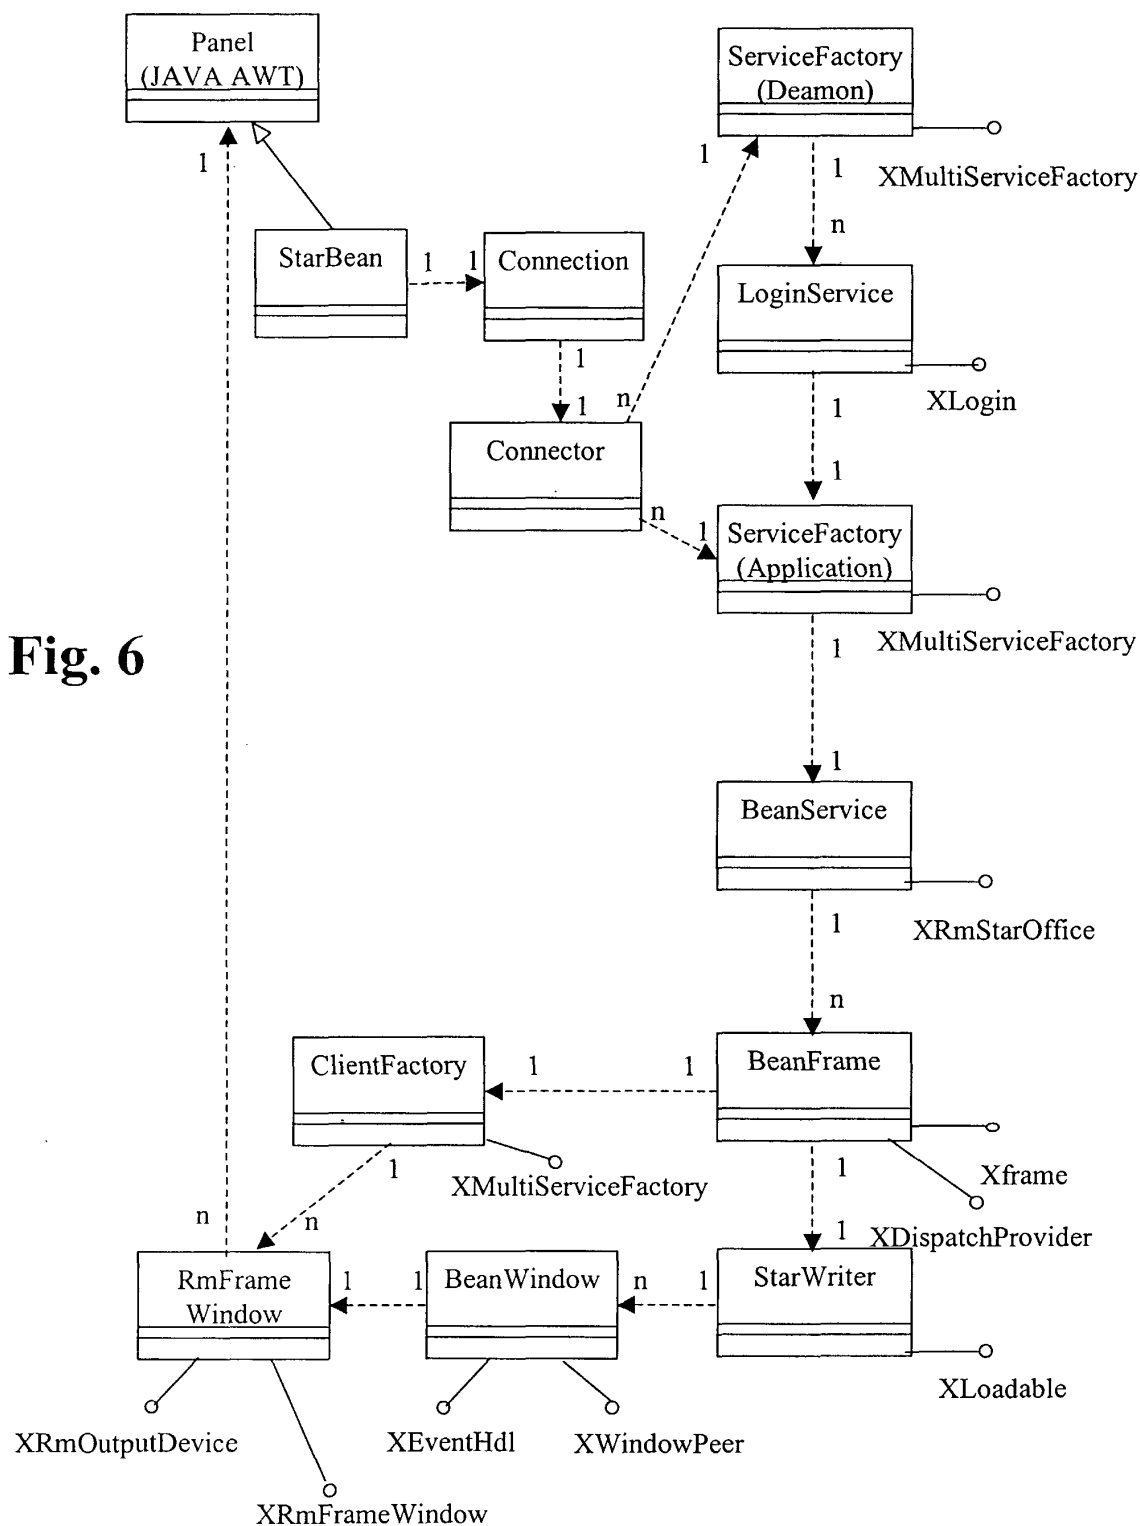 Panel
(JAVA AWT)
ServiceFactory
(Deamon)
1
1
1
XMultiServiceFactory
n
StarBean
1
1
Connection
LoginService
1
1
n
XLogin
1
Connector
1
n
1
ServiceFactory
(Application)
Fig. 6
1
XMultiServiceFactory
1
BeanService
1
XRmStarOffice
n
ClientFactory
1
1
BeanFrame
1
XMultiServiceFactory
1
Xframe
n
n
1
XDispatchProvider
RmFrame
Window
1
1
BeanWindow
n
1
StarWriter
XLoadable
XRmOutputDevice
XEventHdl
XWindowPeer
XRmFrameWindow